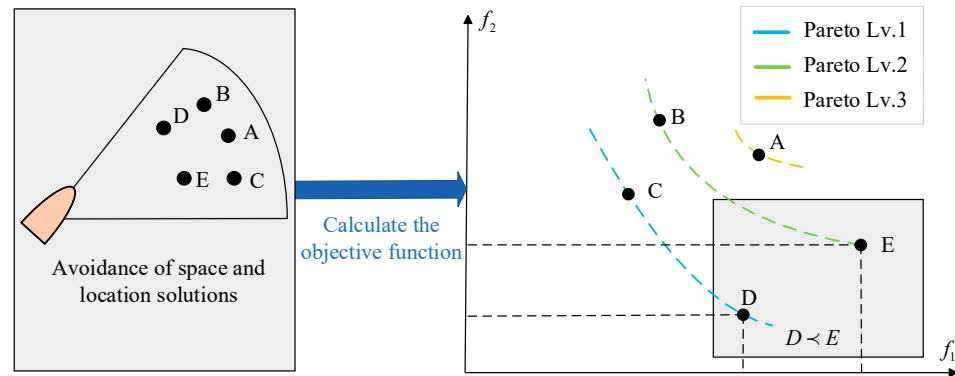 B
D
A
E
C
Avoidance of space and
location solutions
Calculate the
objective function
f₂
Pareto Lv.1
Pareto Lv.2
Pareto Lv.3
B
A
C
E
D
D ≺ E
f₁